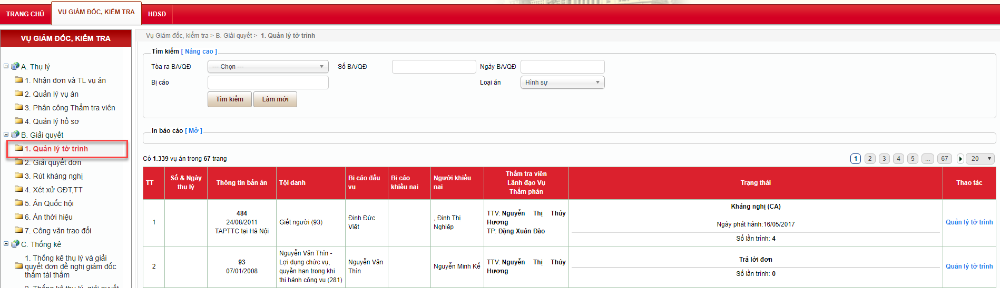 TRANG CHỦ
VỤ GIÁM ĐỐC, KIỂM TRA
HDSD
VỤ GIÁM ĐỐC, KIỂM TRA
A. Thụ lý
1. Nhận đơn và TL vụ án
2. Quản lý vụ án
3. Phân công Thẩm tra viên
4. Quản lý hồ sơ
B. Giải quyết
1. Quản lý tờ trình
2. Giải quyết đơn
3. Rút kháng nghị
4. Xét xử GĐT,TT
5. Án Quốc hội
6. Án thời hiệu
7. Công văn trao đổi
C. Thống kê
1. Thống kê thụ lý và giải
quyết đơn đề nghị giám đốc
thẩm tái thẩm
2. Thống kê thụ lý, giải quyết
Vụ Giám đốc, kiểm tra > B. Giải quyết > 1. Quản lý tờ trình
Tìm kiếm [ Nâng cao ]
Tòa ra BA/QĐ
--- Chọn ---
Số BA/QĐ
Ngày BA/QĐ
Bị cáo
Loại án
Hình sự
Tìm kiếm
Làm mới
In báo cáo [ Mở ]
Có 1.339 vụ án trong 67 trang
1 2 3 4 5 ... 67
20
TT
Số & Ngày
thụ lý
Thông tin bản án
Tội danh
Bị cáo đầu
vụ
Bị cáo
khiếu nại
Người khiếu
nại
Thẩm tra viên
Lãnh đạo Vụ
Thẩm phán
Trạng thái
Thao tác
1
484
24/08/2011
TAPTTC tại Hà Nội
Giết người (93)
Đinh Đức
Việt
, Đinh Thị
Nghiệp
TTV: Nguyễn Thị Thúy
Hương
TP: Đặng Xuân Đào
Kháng nghị (CA)
Ngày phát hành:16/05/2017
Số lần trình: 4
Quản lý tờ trình
2
93
07/01/2008
Nguyễn Văn Thìn -
Lợi dụng chức vụ,
quyền hạn trong khi
thi hành công vụ (281)
Nguyễn Văn
Thìn
Nguyễn Minh Kế
TTV: Nguyễn Thị Thúy
Hương
Trả lời đơn
Số lần trình: 0
Quản lý tờ trình